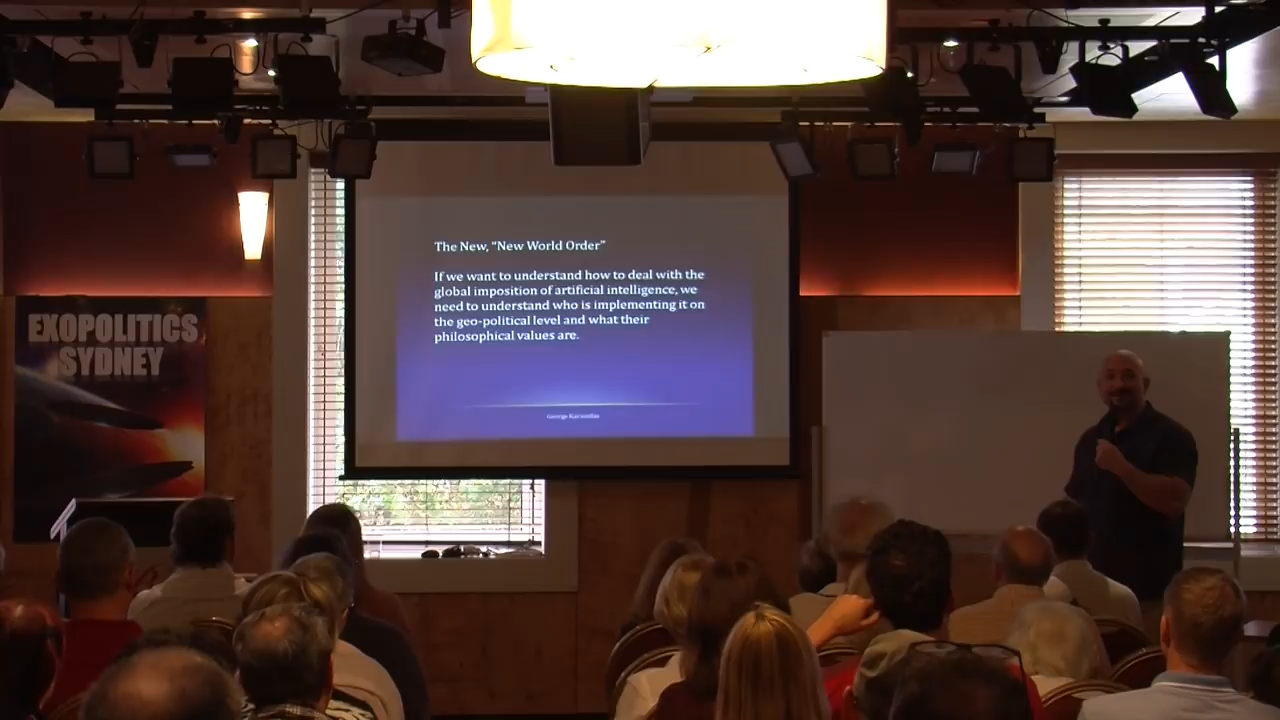 EXOPOLITICS
SYDNEY
The New, “New World Order”
If we want to understand how to deal with the
global imposition of artificial intelligence, we
need to understand who is implementing it on
the geo-political level and what their
philosophical values are.
George